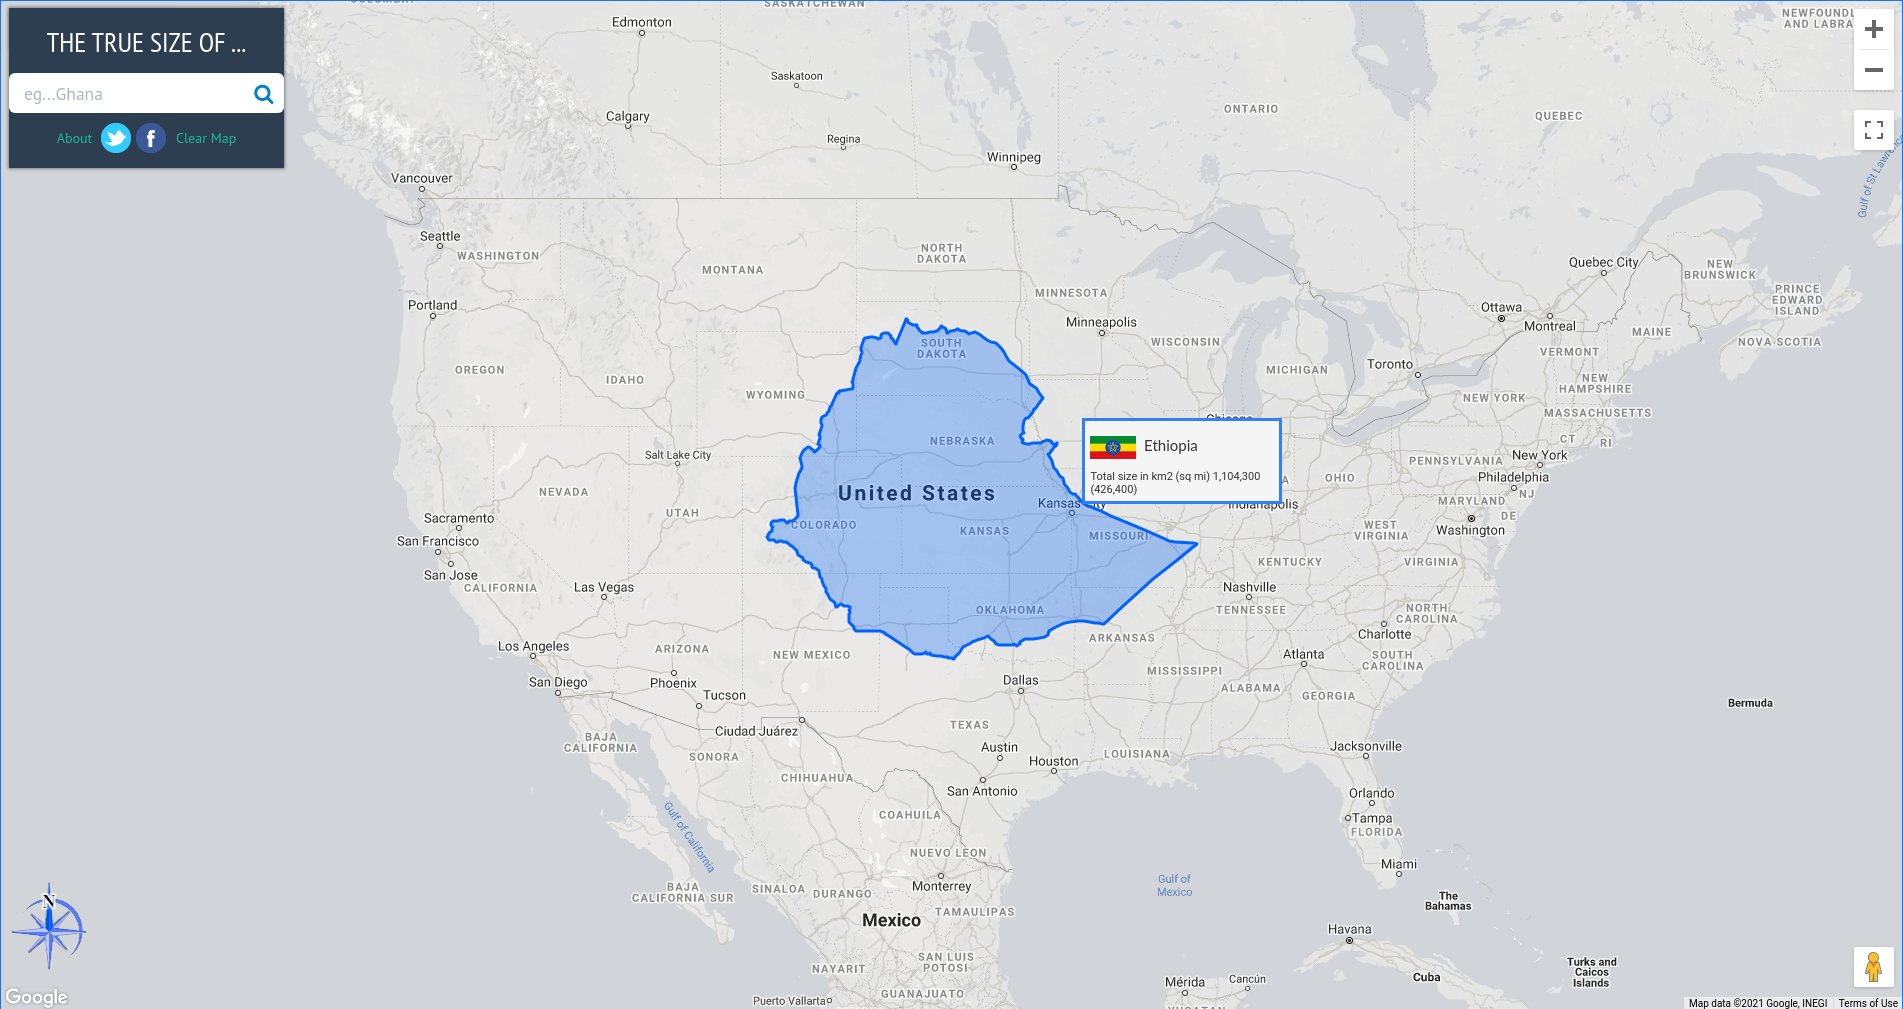 THE TRUE SIZE OF ...
eg...Ghana
About
Clear Map
SASKATCHEWAN
Edmonton
Saskatoon
Calgary
Regina
Winnipeg
Vancouver
ONTARIO
QUEBEC
Gulf of St Lawrence
Seattle
WASHINGTON
MONTANA
NORTH
DAKOTA
MINNESOTA
Quebec City
NEW
BRUNSWICK
PRINCE
EDWARD
ISLAND
Portland
Ottawa
Montreal
MAINE
NOVA SCOTIA
Minneapolis
WISCONSIN
SOUTH
DAKOTA
VERMONT
Toronto
MICHIGAN
OREGON
IDAHO
WYOMING
NEW
HAMPSHIRE
NEW YORK
MASSACHUSETTS
CT
RI
Ethiopia
Total size in km2 (sq mi) 1,104,300
(426,400)
NEBRASKA
Salt Lake City
PENNSYLVANIA
New York
Philadelphia
OHIO
NJ
NEVADA
United States
UTAH
MARYLAND
DE
Kansas City
Indianapolis
Sacramento
COLORADO
KANSAS
MISSOURI
WEST
VIRGINIA
Washington
San Francisco
San Jose
KENTUCKY
VIRGINIA
CALIFORNIA
Las Vegas
Nashville
TENNESSEE
OKLAHOMA
ARKANSAS
NORTH
CAROLINA
Charlotte
Los Angeles
ARIZONA
NEW MEXICO
Atlanta
SOUTH
CAROLINA
MISSISSIPPI
San Diego
Phoenix
Tucson
Dallas
ALABAMA
GEORGIA
Bermuda
Ciudad Juárez
TEXAS
BAJA
CALIFORNIA
SONORA
CHIHUAHUA
Austin
Houston
LOUISIANA
Jacksonville
San Antonio
Orlando
Tampa
FLORIDA
Gulf of California
COAHUILA
NUEVO LEON
Miami
Monterrey
BAJA
CALIFORNIA SUR
SINALOA
DURANGO
Gulf of
Mexico
The
Bahamas
Mexico
TAMAULIPAS
Havana
SAN LUIS
POTOSI
NAYARIT
Mérida
Cancún
Cuba
Turks and
Caicos
Islands
Puerto Vallarta
GUANAJUATO
N
Google
Map data ©2021 Google, INEGI
Terms of Use